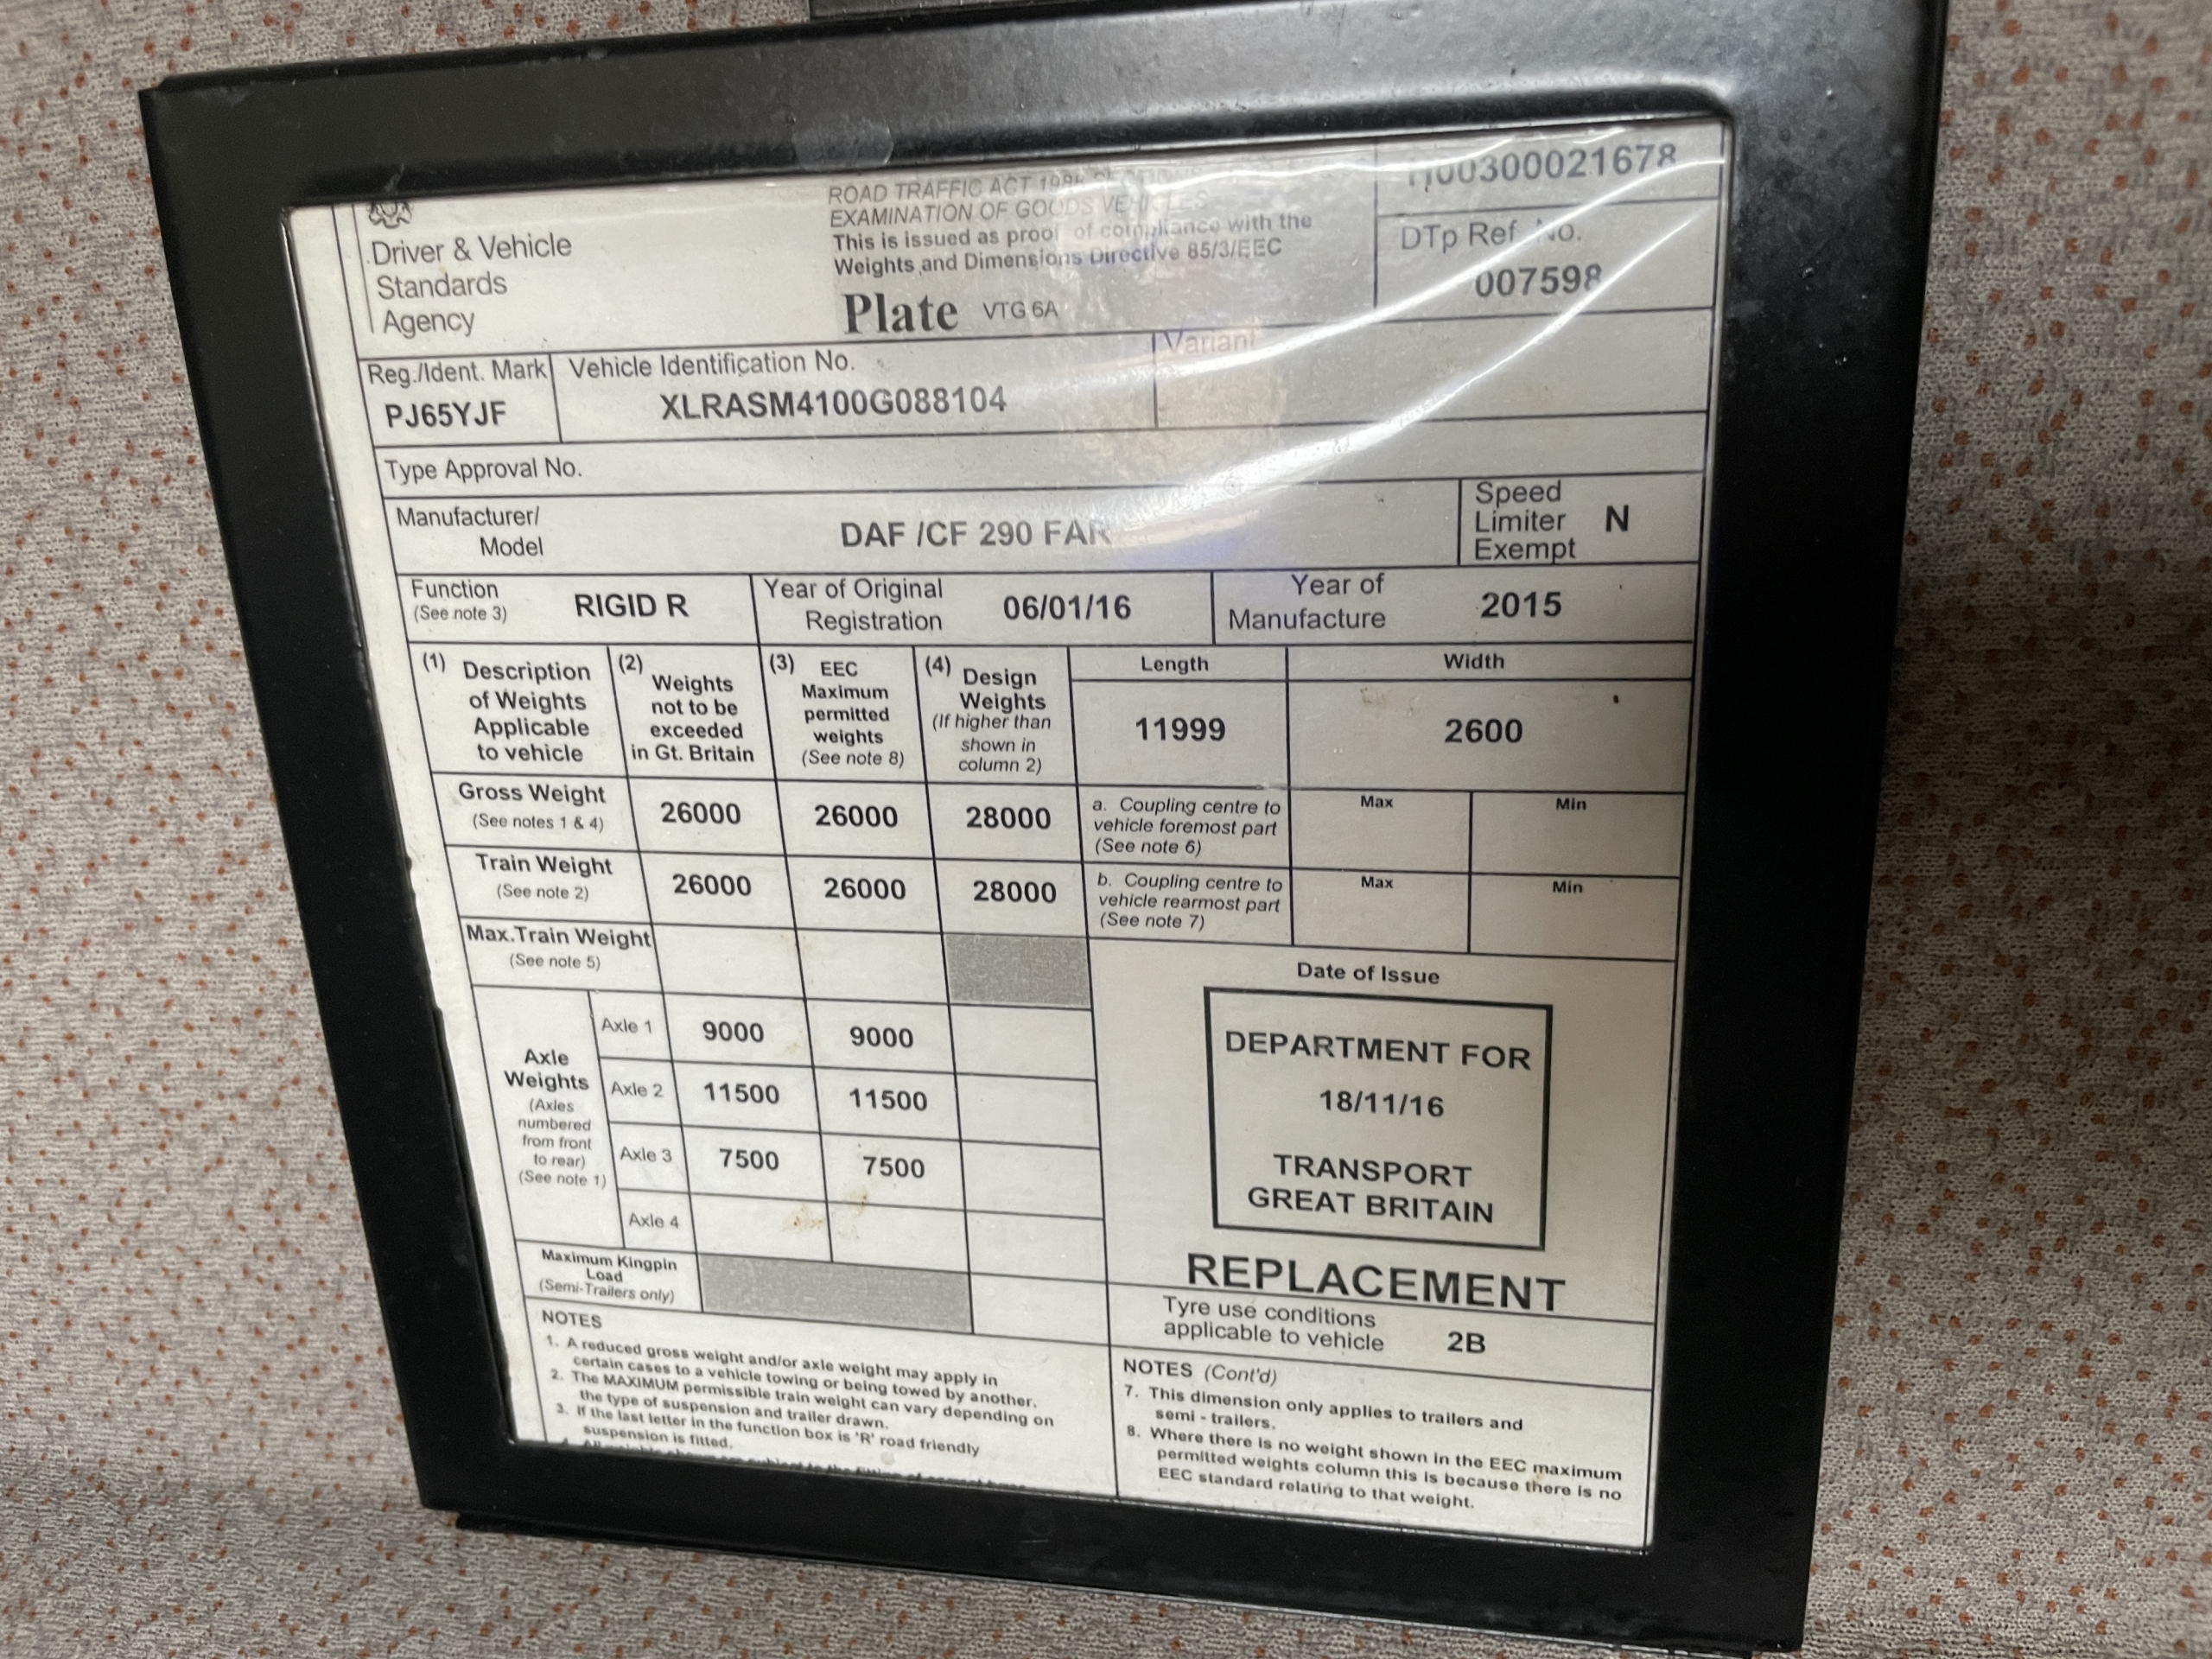 Driver & Vehicle
Standards
Agency
ROAD TRAFFIC ACT
EXAMINATION OF GOODS VEHICLES
This is issued as proof of compliance with the
Weights and Dimensions Directive 85/3/EEC
Plate VTG 6A
00300021678
DTp Ref No.
007598
Reg./Ident. Mark
PJ65YJF
Vehicle Identification No.
XLRASM4100G088104
Variant
Type Approval No.
Manufacturer/
Model
DAF /CF 290 FAR
Speed
Limiter
Exempt
N
Function
(See note 3)
RIGID R
Year of Original
Registration
06/01/16
Year of
Manufacture
2015
(1) Description
of Weights
Applicable
to vehicle
(2) Weights
not to be
exceeded
in Gt. Britain
(3) EEC
Maximum
permitted
weights
(See note 8)
(4) Design
Weights
(If higher than
shown in
column 2)
Length
11999
Width
2600
Gross Weight
(See notes 1 & 4)
26000
26000
28000
a. Coupling centre to
vehicle foremost part
(See note 6)
Max
Min
Train Weight
(See note 2)
26000
26000
28000
b. Coupling centre to
vehicle rearmost part
(See note 7)
Max
Min
Max.Train Weight
(See note 5)
Axle
Weights
(Axles
numbered
from front
to rear)
(See note 1)
Axle 1
9000
9000
Axle 2
11500
11500
Axle 3
7500
7500
Axle 4
Maximum Kingpin
Load
(Semi-Trailers only)
Date of Issue
DEPARTMENT FOR
18/11/16
TRANSPORT
GREAT BRITAIN
REPLACEMENT
Tyre use conditions
applicable to vehicle
2B
NOTES
1. A reduced gross weight and/or axle weight may apply in
certain cases to a vehicle towing or being towed by another.
2. The MAXIMUM permissible train weight can vary depending on
the type of suspension and trailer drawn.
3. If the last letter in the function box is 'R' road friendly
suspension is fitted.
NOTES (Cont'd)
7. This dimension only applies to trailers and
semi - trailers.
8. Where there is no weight shown in the EEC maximum
permitted weights column this is because there is no
EEC standard relating to that weight.